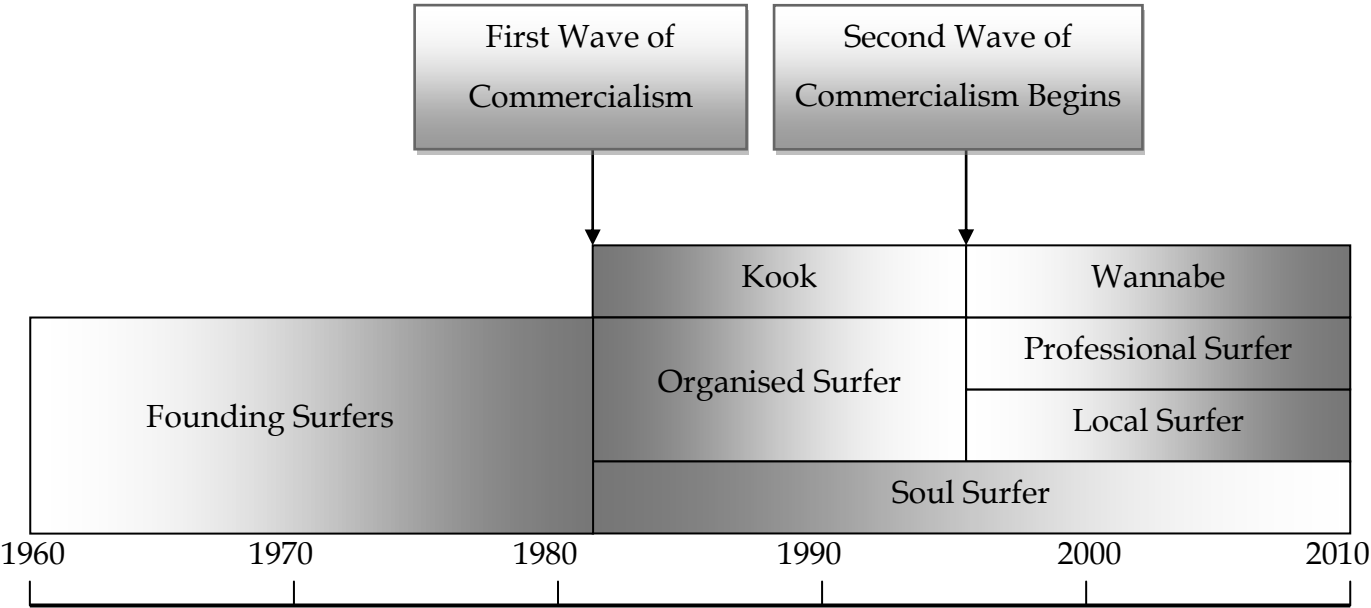 First Wave of
Commercialism
Second Wave of
Commercialism Begins
Kook
Wannabe
Founding Surfers
Organised Surfer
Professional Surfer
Local Surfer
Soul Surfer
1960 1970 1980 1990 2000 2010